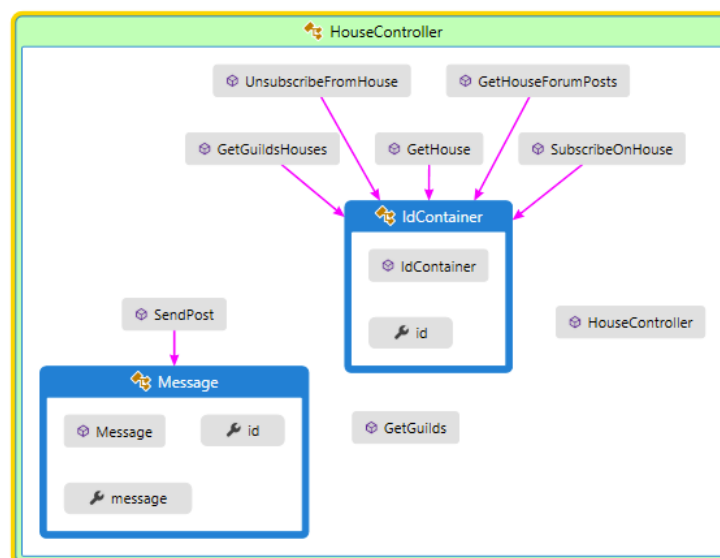 HouseController
UnsubscribeFromHouse
GetHouseForumPosts
GetGuildsHouses
GetHouse
SubscribeOnHouse
IdContainer
IdContainer
id
SendPost
HouseController
Message
Message
id
GetGuilds
message